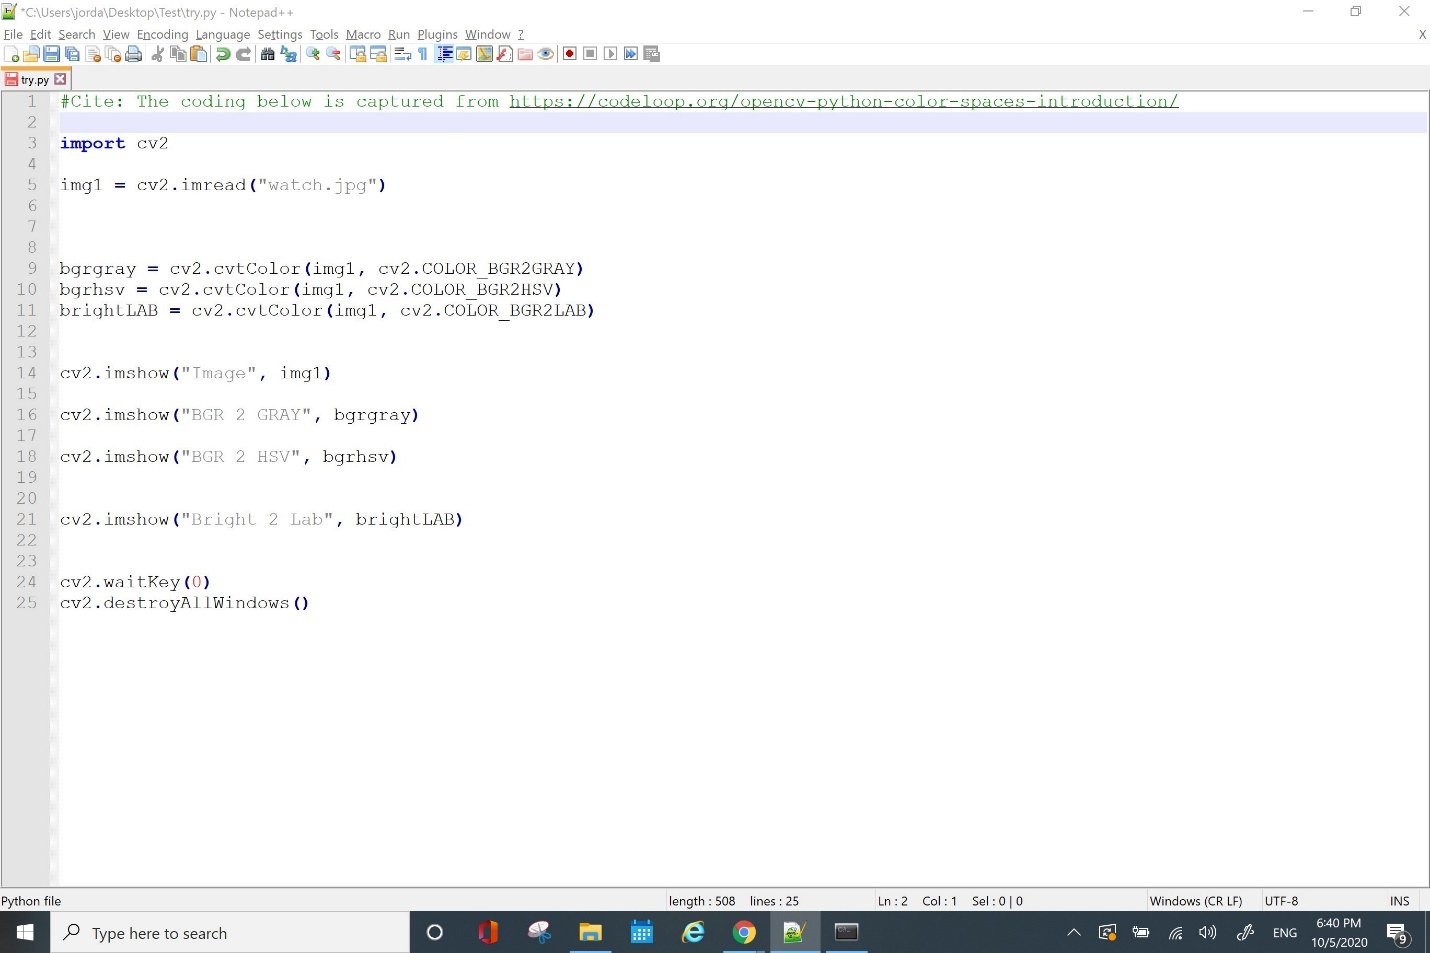 *C:\Users\jorda\Desktop\Test\try.py - Notepad++
File Edit Search View Encoding Language Settings Tools Macro Run Plugins Window ? X
try.py
1 #Cite: The coding below is captured from https://codeloop.org/opencv-python-color-spaces-introduction/
2
3 import cv2
4
5 img1 = cv2.imread("watch.jpg")
6
7
8
9 bgrgray = cv2.cvtColor(img1, cv2.COLOR_BGR2GRAY)
10 bgrhsv = cv2.cvtColor(img1, cv2.COLOR_BGR2HSV)
11 brightLAB = cv2.cvtColor(img1, cv2.COLOR_BGR2LAB)
12
13
14 cv2.imshow("Image", img1)
15
16 cv2.imshow("BGR 2 GRAY", bgrgray)
17
18 cv2.imshow("BGR 2 HSV", bgrhsv)
19
20
21 cv2.imshow("Bright 2 Lab", brightLAB)
22
23
24 cv2.waitKey(0)
25 cv2.destroyAllWindows()
Python file length : 508 lines : 25 Ln : 2 Col : 1 Sel : 0 | 0 Windows (CR LF) UTF-8 INS
Type here to search ENG 6:40 PM
10/5/2020 9